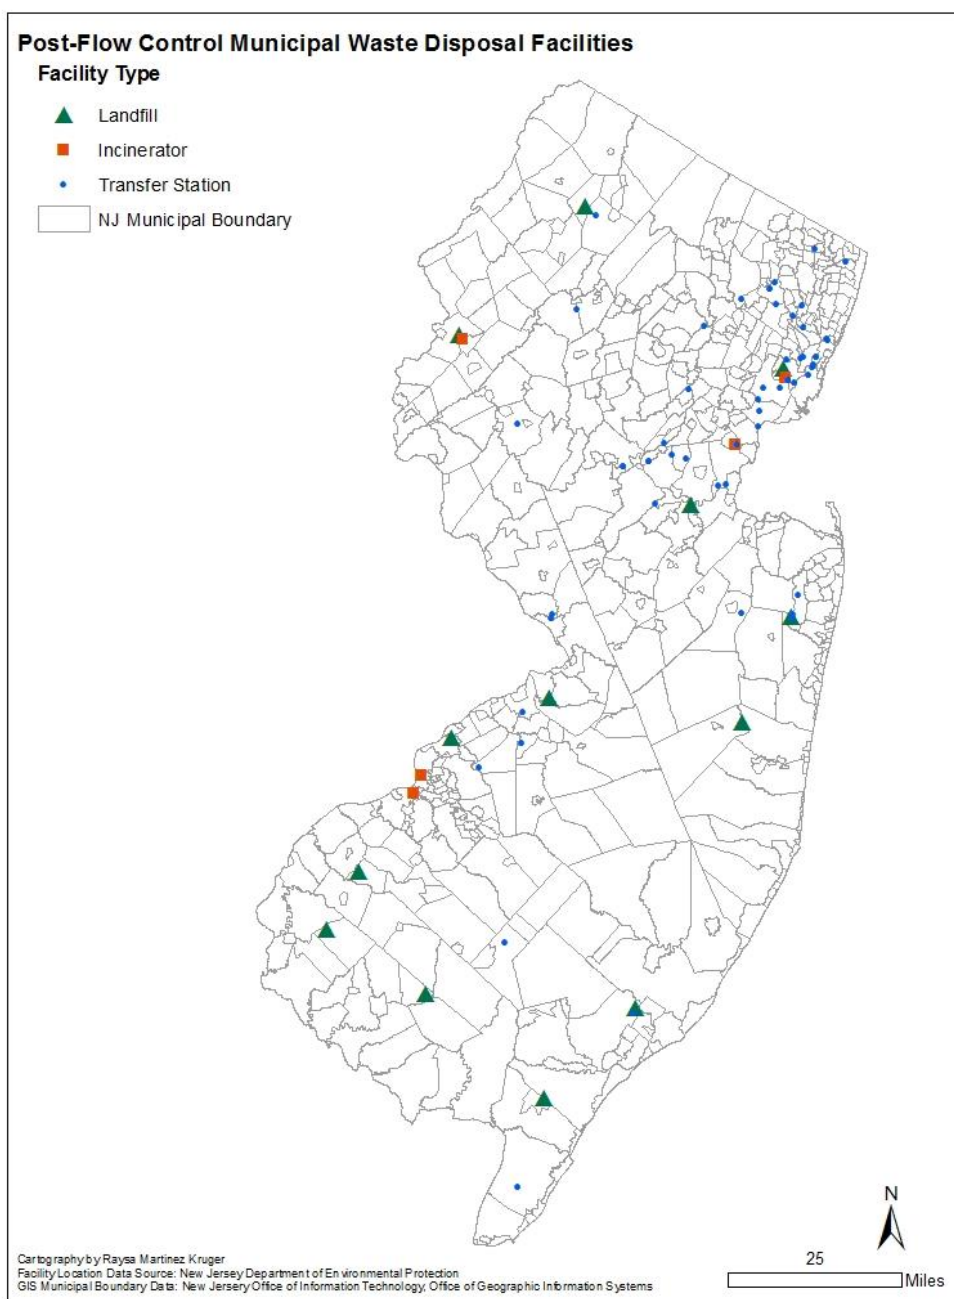 Post-Flow Control Municipal Waste Disposal Facilities
Facility Type
Landfill
Incinerator
Transfer Station
NJ Municipal Boundary
N
25
Miles
Cartography by Raysa Martinez Kruger
Facility Location Data Source: New Jersey Department of Environmental Protection
GIS Municipal Boundary Data: New Jersey Office of Information Technology, Office of Geographic Information Systems